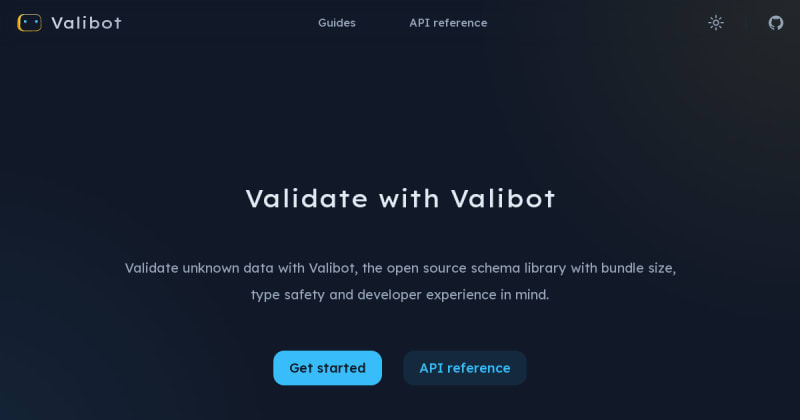 Valibot
Guides
API reference
Validate with Valibot
Validate unknown data with Valibot, the open source schema library with bundle size,
type safety and developer experience in mind.
Get started
API reference